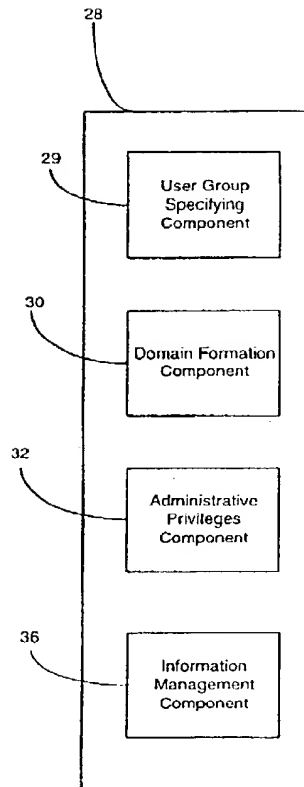 28
29
User Group
Specifying
Component
30
Domain Formation
Component
32
Administrative
Privileges
Component
36
Information
Management
Component